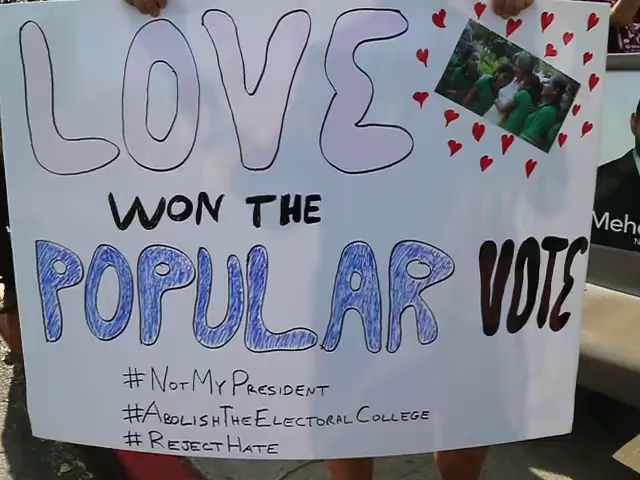 LOVE
WON THE
POPULAR VOTE
#NOTMYPRESIDENT
#ABOLISHTHEELECTORALCOLLEGE
#REJECTHATE